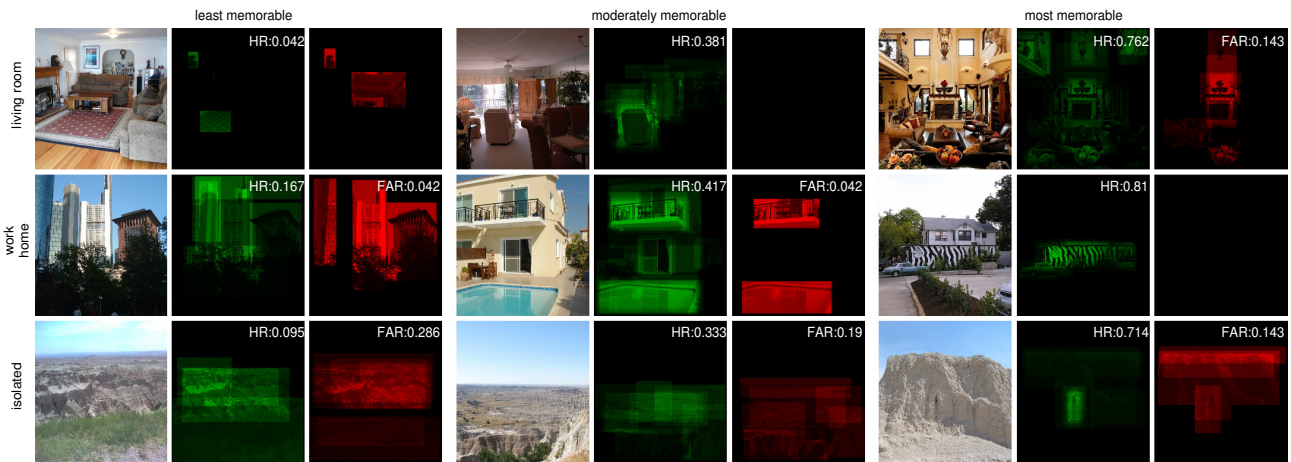 least memorable
moderately memorable
most memorable
living room
HR:0.042
HR:0.381
HR:0.762
FAR:0.143
work
home
HR:0.167
FAR:0.042
HR:0.417
FAR:0.042
HR:0.81
isolated
HR:0.095
FAR:0.286
HR:0.333
FAR:0.19
HR:0.714
FAR:0.143